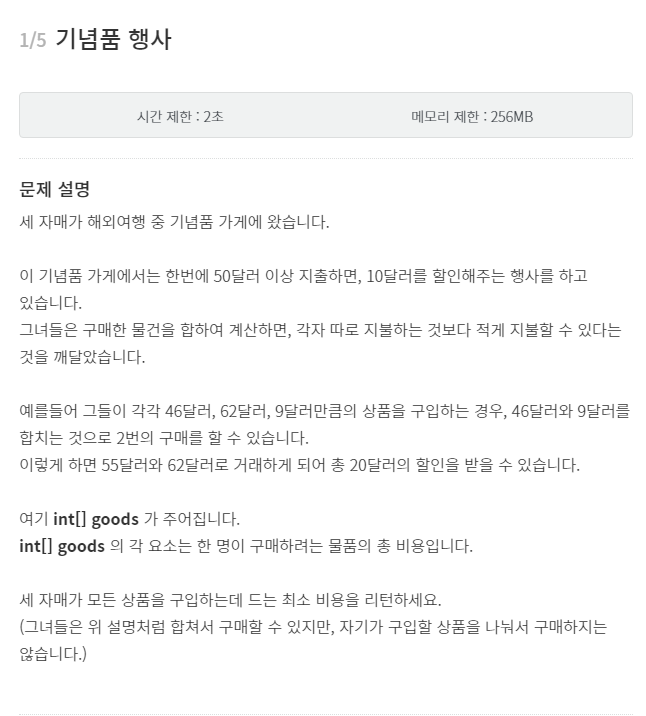 1/5 기념품 행사
시간 제한 : 2초 메모리 제한 : 256MB
문제 설명
세 자매가 해외여행 중 기념품 가게에 왔습니다.
이 기념품 가게에서는 한번에 50달러 이상 지출하면, 10달러를 할인해주는 행사를 하고
있습니다.
그녀들은 구매한 물건을 합하여 계산하면, 각자 따로 지불하는 것보다 적게 지불할 수 있다는
것을 깨달았습니다.
예를들어 그들이 각각 46달러, 62달러, 9달러만큼의 상품을 구입하는 경우, 46달러와 9달러를
합치는 것으로 2번의 구매를 할 수 있습니다.
이렇게 하면 55달러와 62달러로 거래하게 되어 총 20달러의 할인을 받을 수 있습니다.
여기 int[] goods 가 주어집니다.
int[] goods 의 각 요소는 한 명이 구매하려는 물품의 총 비용입니다.
세 자매가 모든 상품을 구입하는데 드는 최소 비용을 리턴하세요.
(그녀들은 위 설명처럼 합쳐서 구매할 수 있지만, 자기가 구입할 상품을 나눠서 구매하지는
않습니다.)